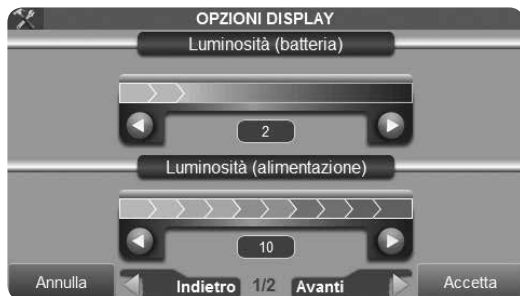 OPZIONI DISPLAY
Luminosità (batteria)
2
Luminosità (alimentazione)
10
Annulla Indietro 1/2 Avanti Accetta